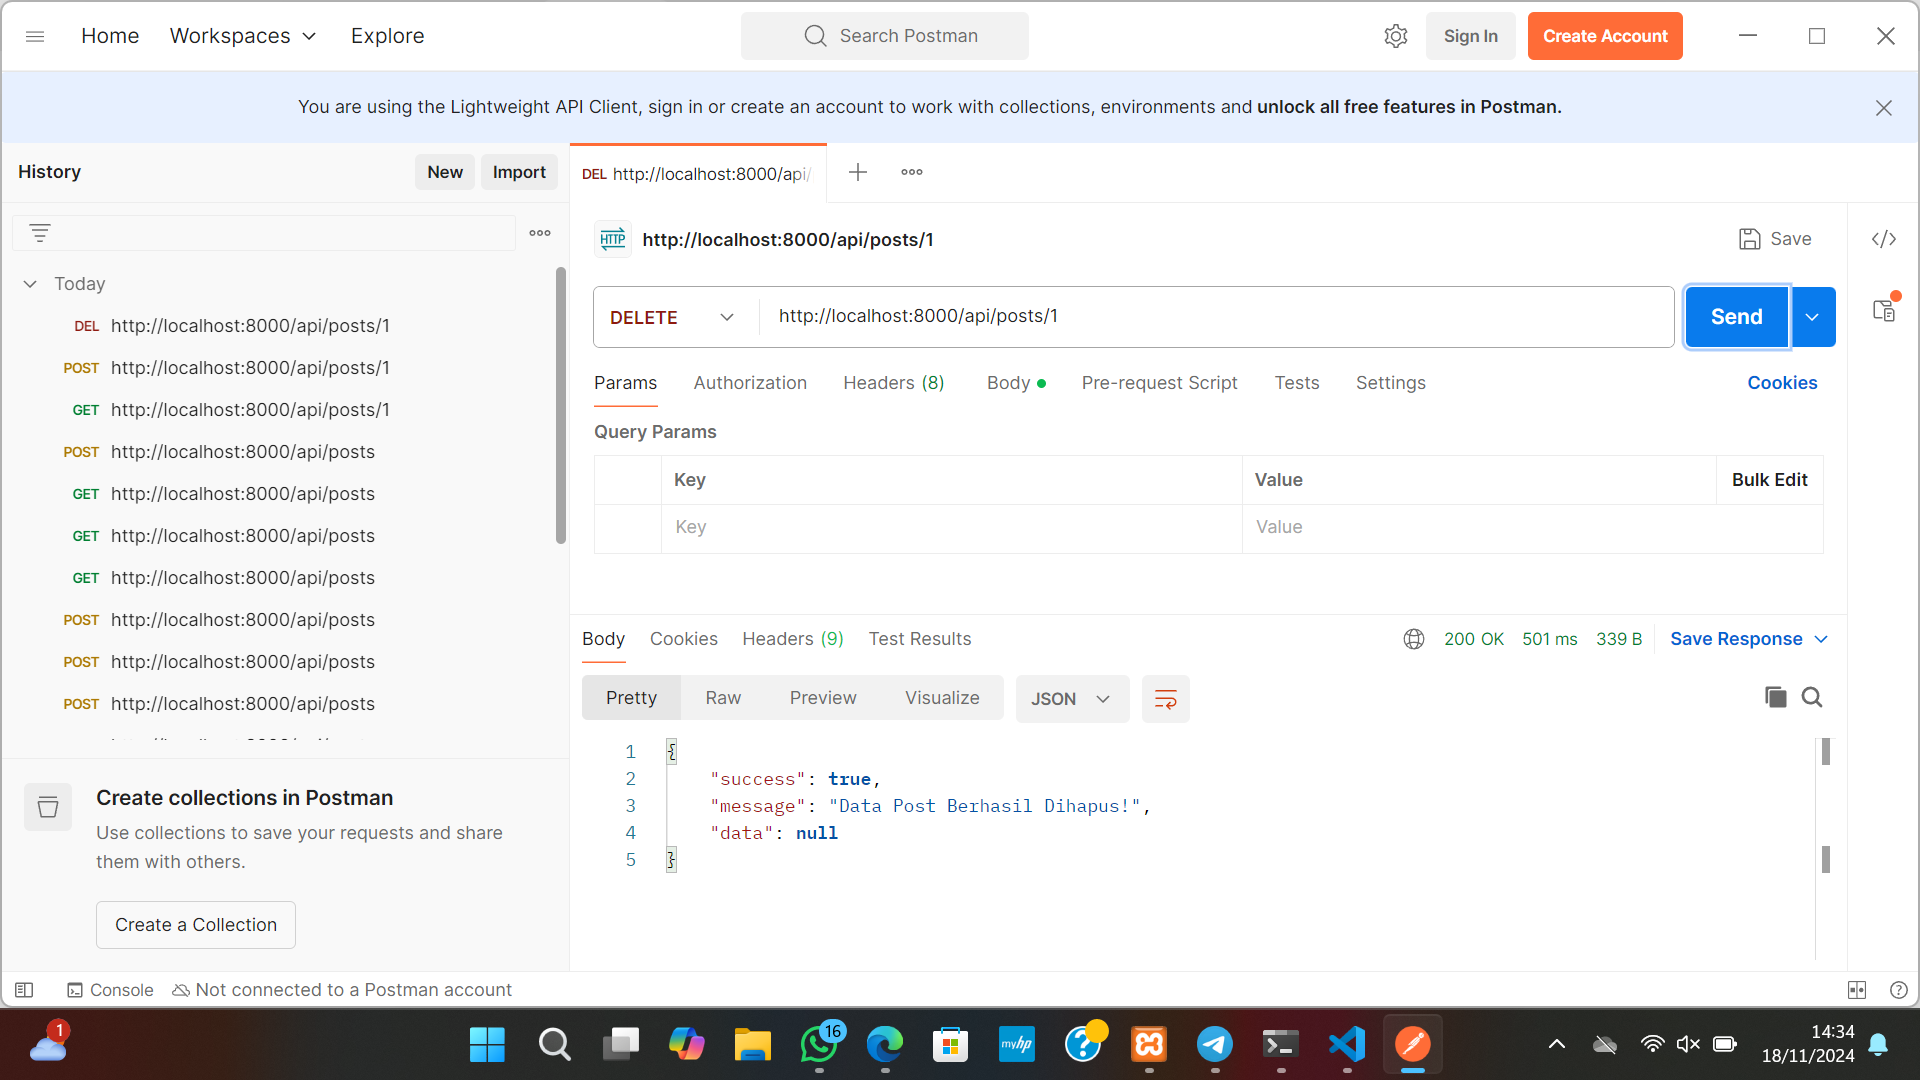 Home Workspaces Explore Search Postman Sign In Create Account
You are using the Lightweight API Client, sign in or create an account to work with collections, environments and unlock all free features in Postman.
History New Import
Today
DEL http://localhost:8000/api/posts/1
POST http://localhost:8000/api/posts/1
GET http://localhost:8000/api/posts/1
POST http://localhost:8000/api/posts
GET http://localhost:8000/api/posts
GET http://localhost:8000/api/posts
GET http://localhost:8000/api/posts
POST http://localhost:8000/api/posts
POST http://localhost:8000/api/posts
POST http://localhost:8000/api/posts
Create collections in Postman
Use collections to save your requests and share
them with others.
Create a Collection
DEL http://localhost:8000/api/
HTTP http://localhost:8000/api/posts/1 Save
DELETE http://localhost:8000/api/posts/1 Send
Params Authorization Headers (8) Body Pre-request Script Tests Settings Cookies
Query Params
Key Value Bulk Edit
Key Value
Body Cookies Headers (9) Test Results 200 OK 501 ms 339 B Save Response
Pretty Raw Preview Visualize JSON
1 {
2 "success": true,
3 "message": "Data Post Berhasil Dihapus!",
4 "data": null
5 }
Console Not connected to a Postman account
1 16 myhp 14:34
18/11/2024